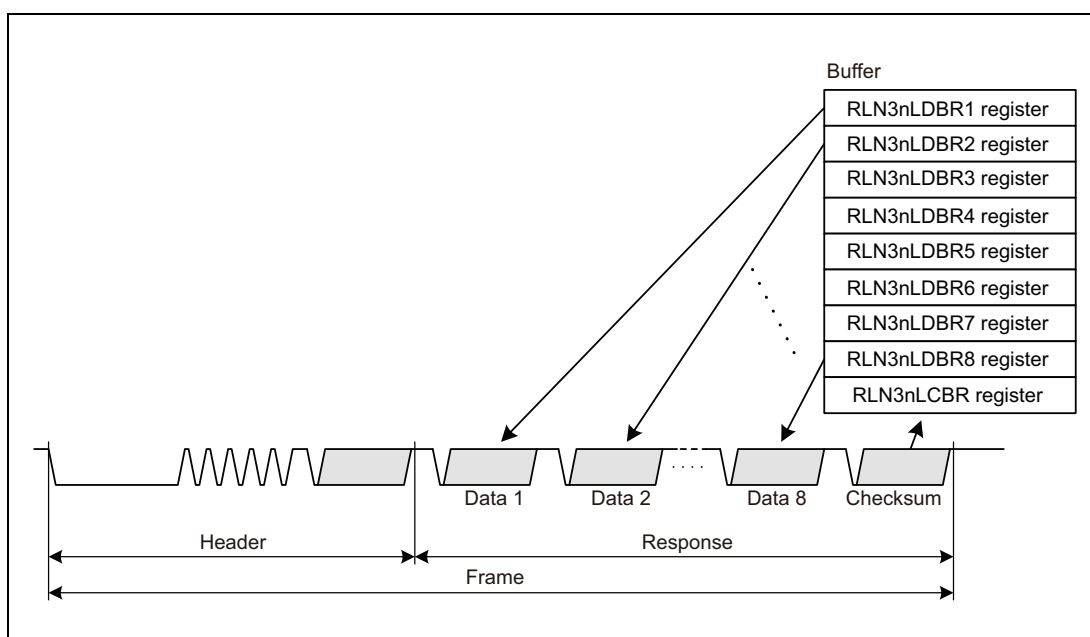 Buffer
RLN3nLDBR1 register
RLN3nLDBR2 register
RLN3nLDBR3 register
RLN3nLDBR4 register
RLN3nLDBR5 register
RLN3nLDBR6 register
RLN3nLDBR7 register
RLN3nLDBR8 register
RLN3nLCBR register
Data 1
Data 2
Data 8
Checksum
Header
Response
Frame